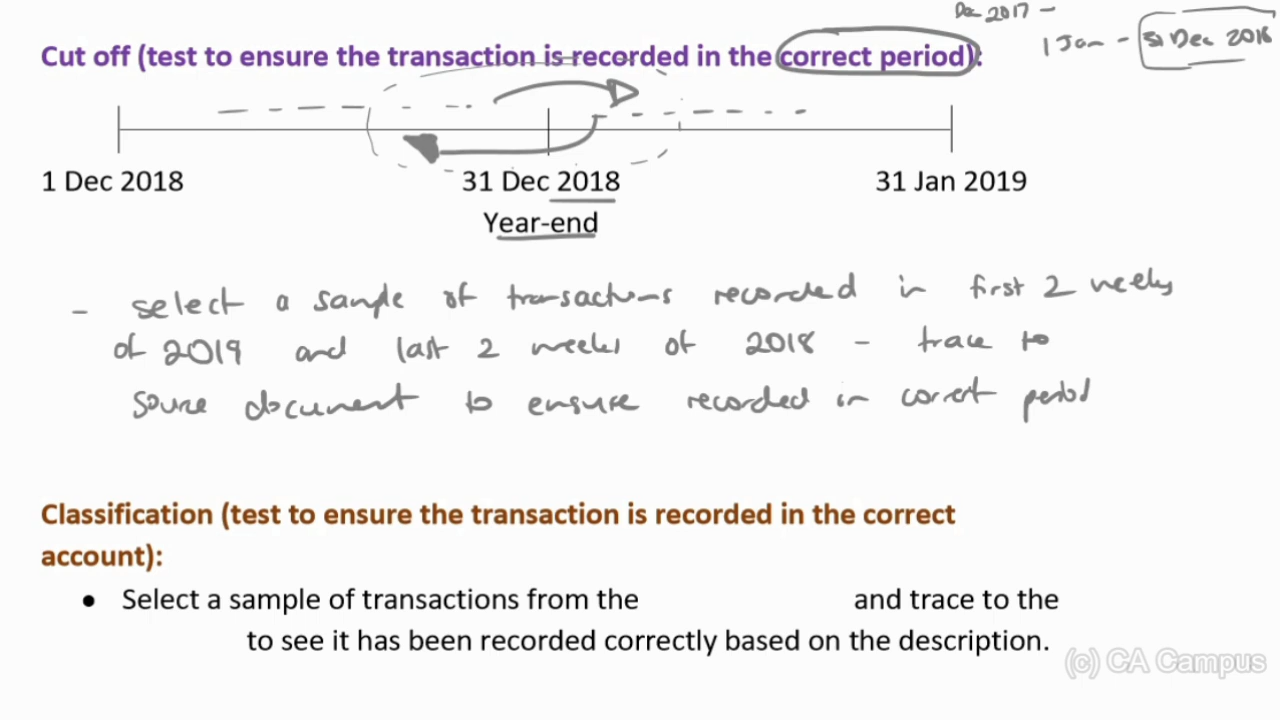 Dec 2017 -
1 Jan - 31 Dec 2018
Cut off (test to ensure the transaction is recorded in the correct period):
1 Dec 2018 31 Dec 2018 31 Jan 2019
Year-end
- select a sample of transactions recorded in first 2 weeks
of 2019 and last 2 weeks of 2018 - trace to
source document to ensure recorded in correct period
Classification (test to ensure the transaction is recorded in the correct
account):
• Select a sample of transactions from the and trace to the
to see it has been recorded correctly based on the description.
(c) CA Campus